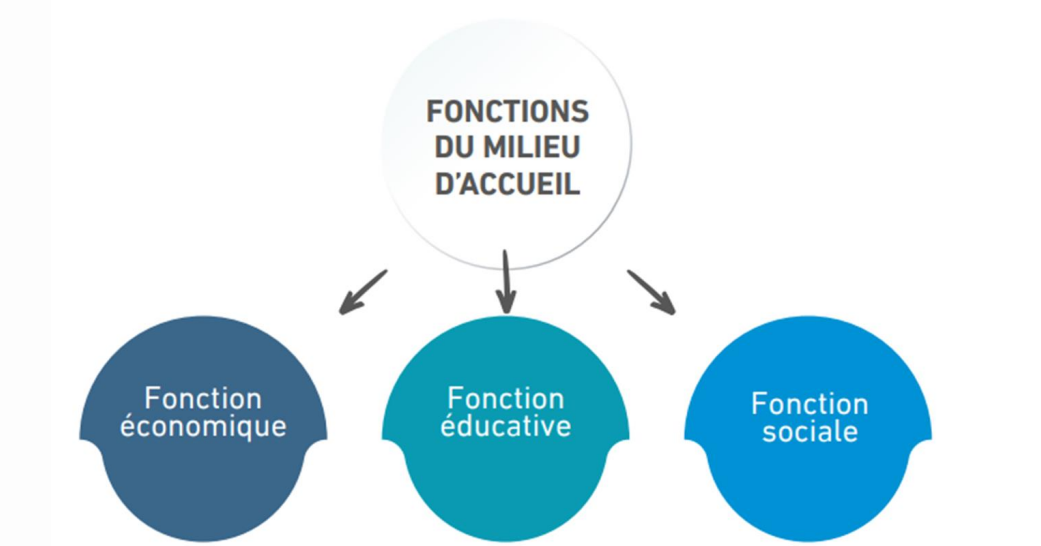 FONCTIONS
DU MILIEU
D'ACCUEIL
Fonction
économique
Fonction
éducative
Fonction
sociale